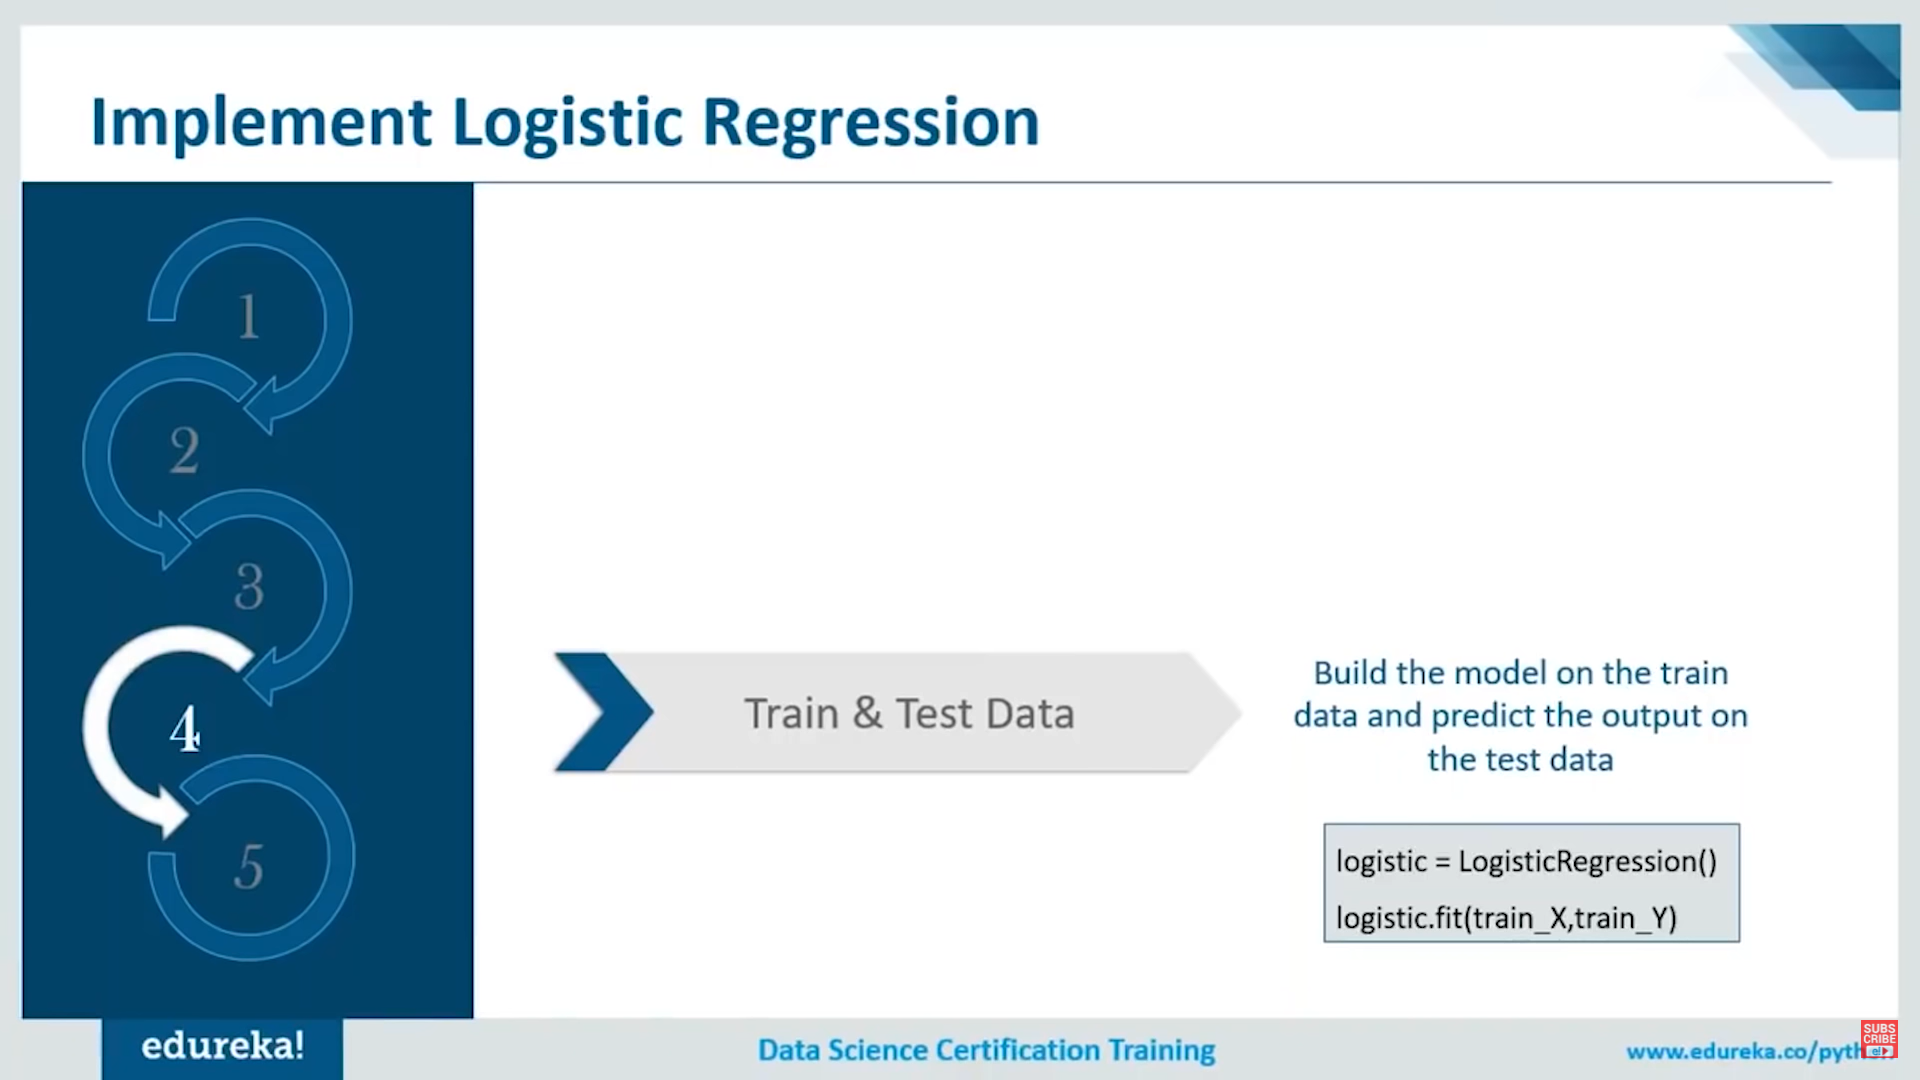 Implement Logistic Regression
1
2
3
4
5
Train & Test Data
Build the model on the train
data and predict the output on
the test data
logistic = LogisticRegression()
logistic.fit(train_X,train_Y)
edureka!
Data Science Certification Training
www.edureka.co/pyth
SUBS
CRIBE
e!